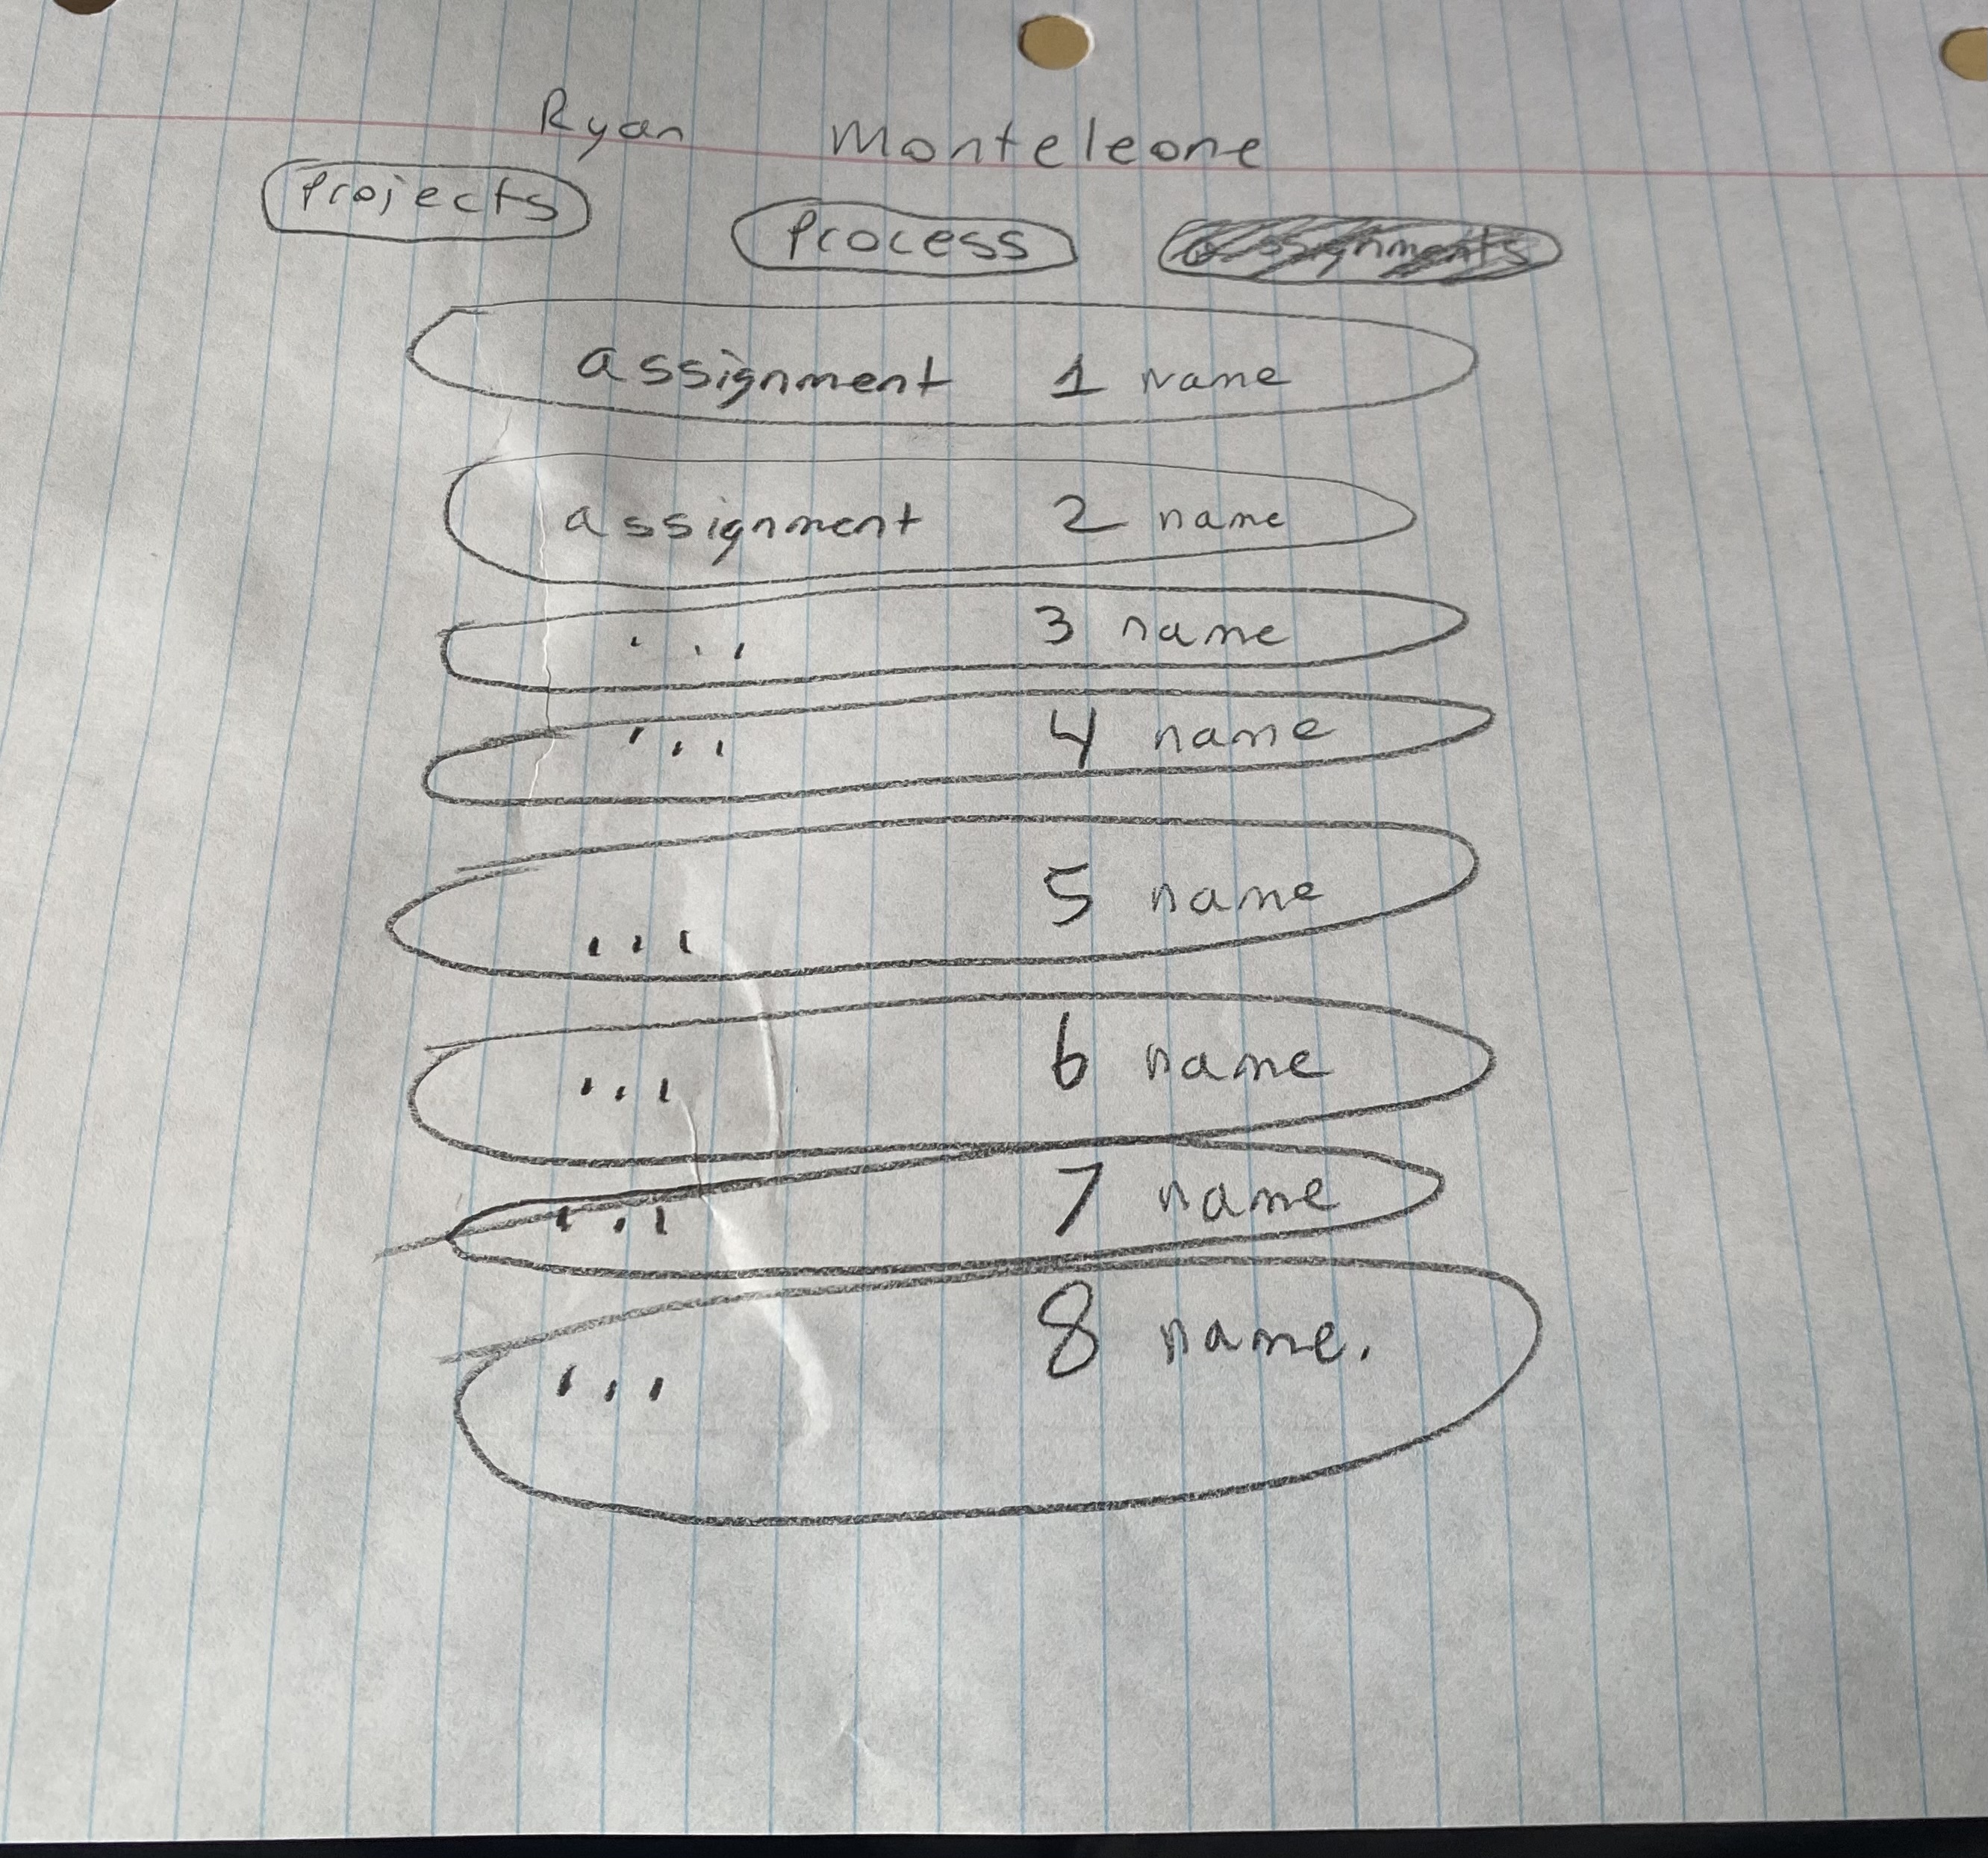 Ryan Monteleone
Projects Process assignments
assignment 1 name
assignment 2 name
... 3 name
... 4 name
... 5 name
... 6 name
... 7 name
... 8 name.